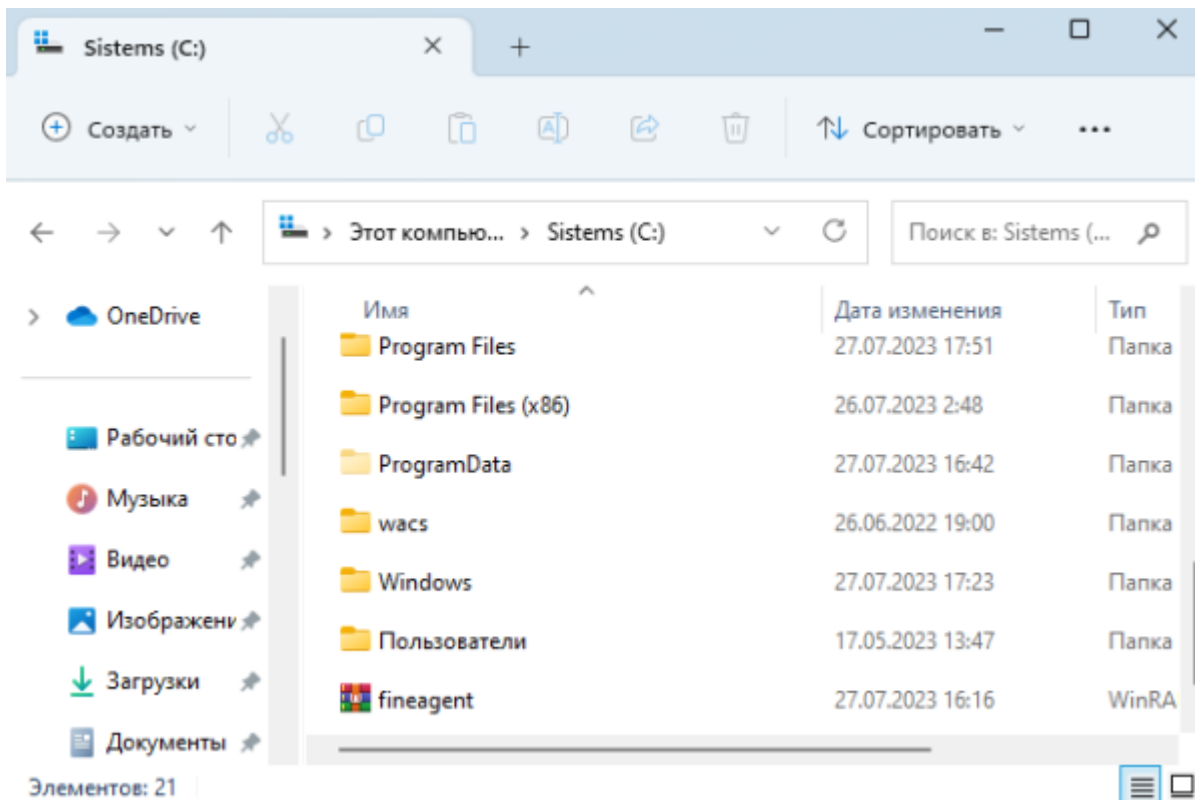 Sistems (C:)
Создать
Сортировать
Этот компью... > Sistems (C:)
Поиск в: Sistems (...
OneDrive
Рабочий сто
Музыка
Видео
Изображени
Загрузки
Документы
Имя Дата изменения Тип
Program Files 27.07.2023 17:51 Папка
Program Files (x86) 26.07.2023 2:48 Папка
ProgramData 27.07.2023 16:42 Папка
wacs 26.06.2022 19:00 Папка
Windows 27.07.2023 17:23 Папка
Пользователи 17.05.2023 13:47 Папка
fineagent 27.07.2023 16:16 WinRA
Элементов: 21